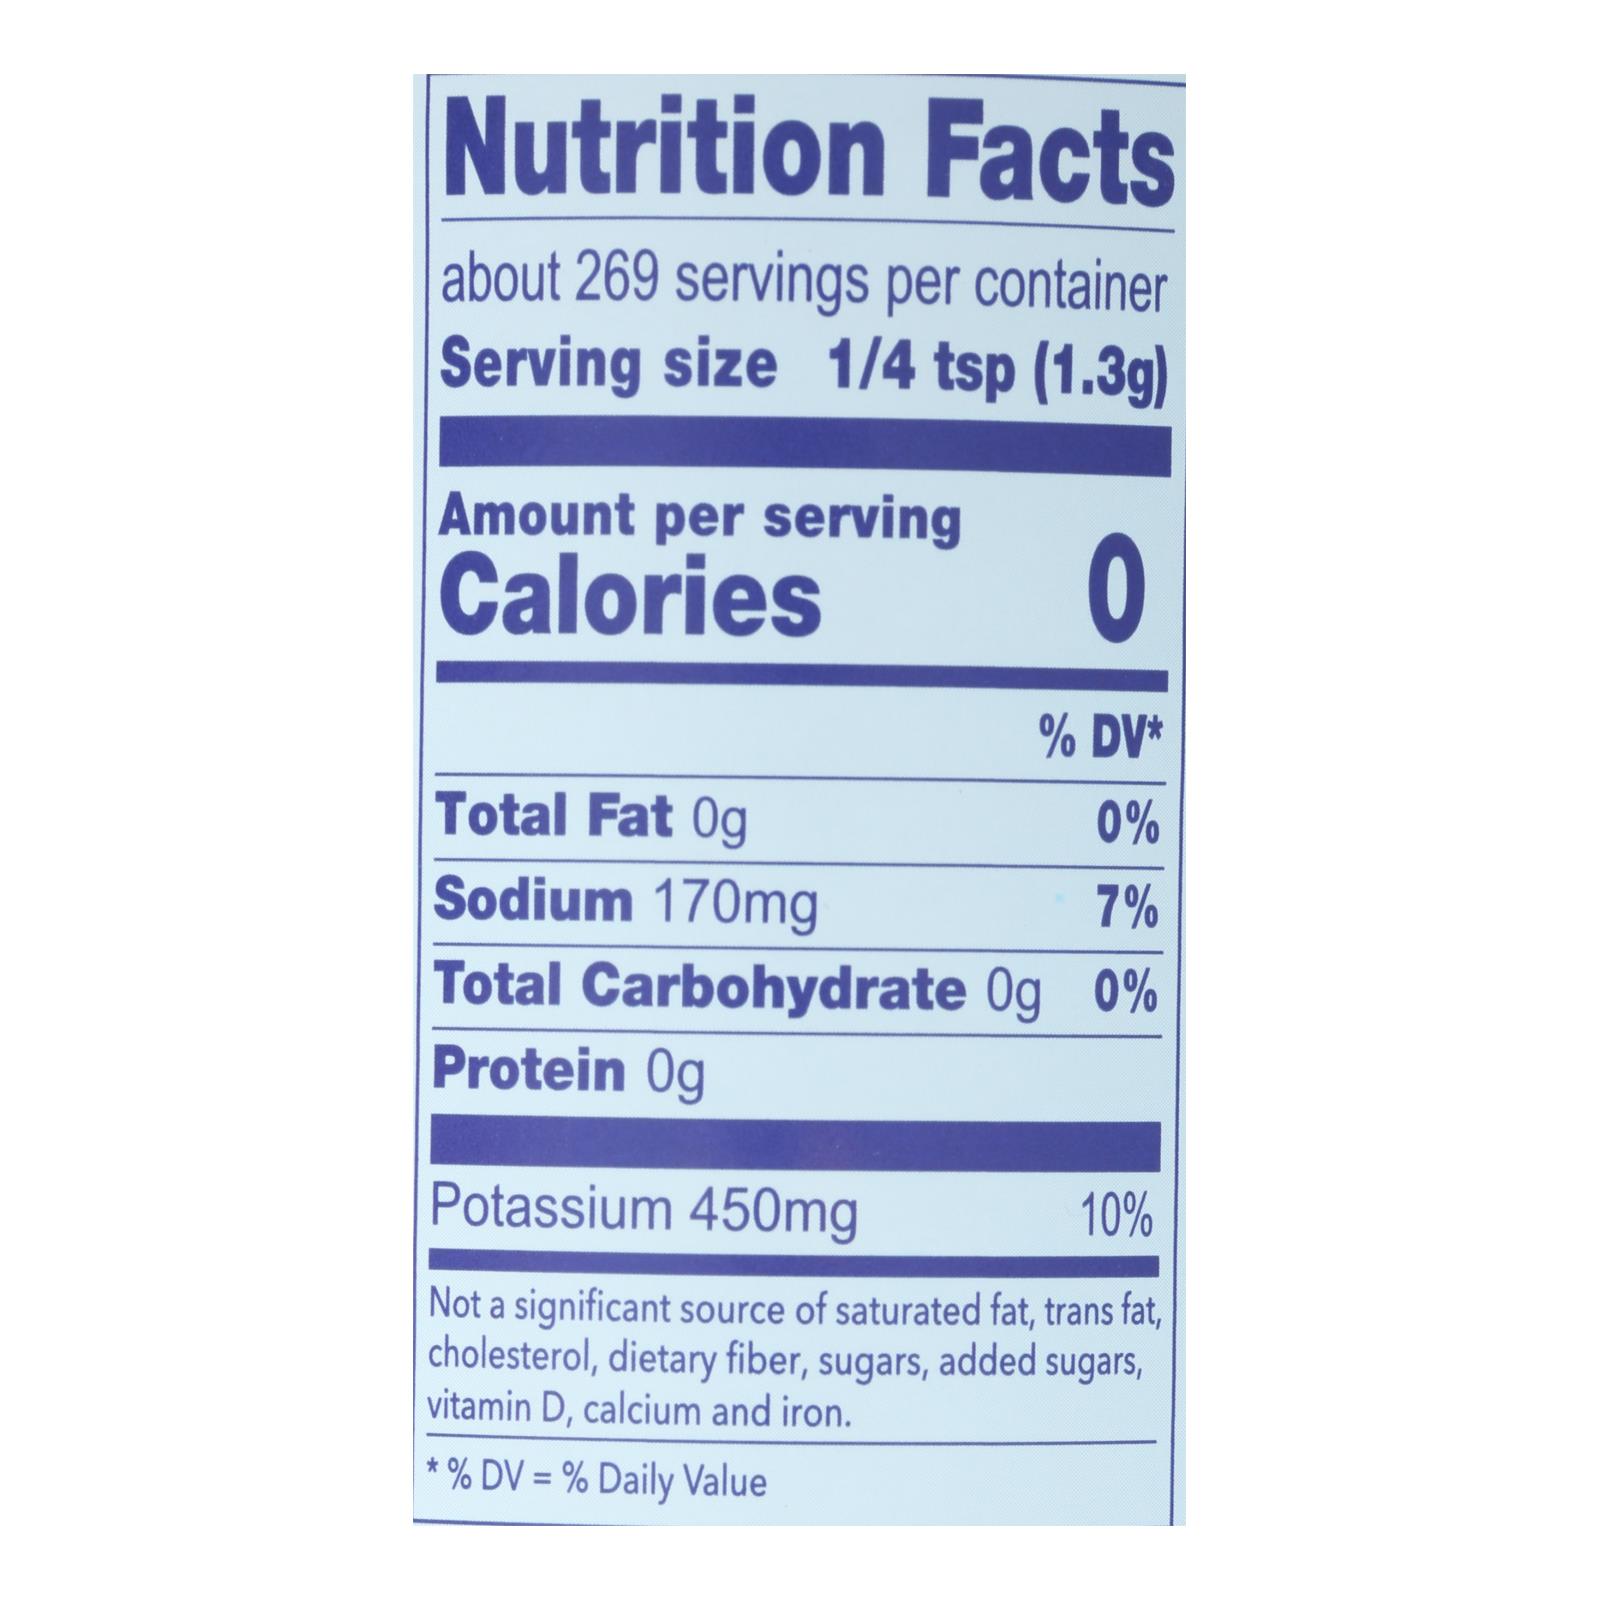 Nutrition Facts
about 269 servings per container
Serving size 1/4 tsp (1.3g)
Amount per serving
Calories 0
% DV*
Total Fat 0g 0%
Sodium 170mg 7%
Total Carbohydrate 0g 0%
Protein 0g
Potassium 450mg 10%
Not a significant source of saturated fat, trans fat,
cholesterol, dietary fiber, sugars, added sugars,
vitamin D, calcium and iron.
* % DV = % Daily Value